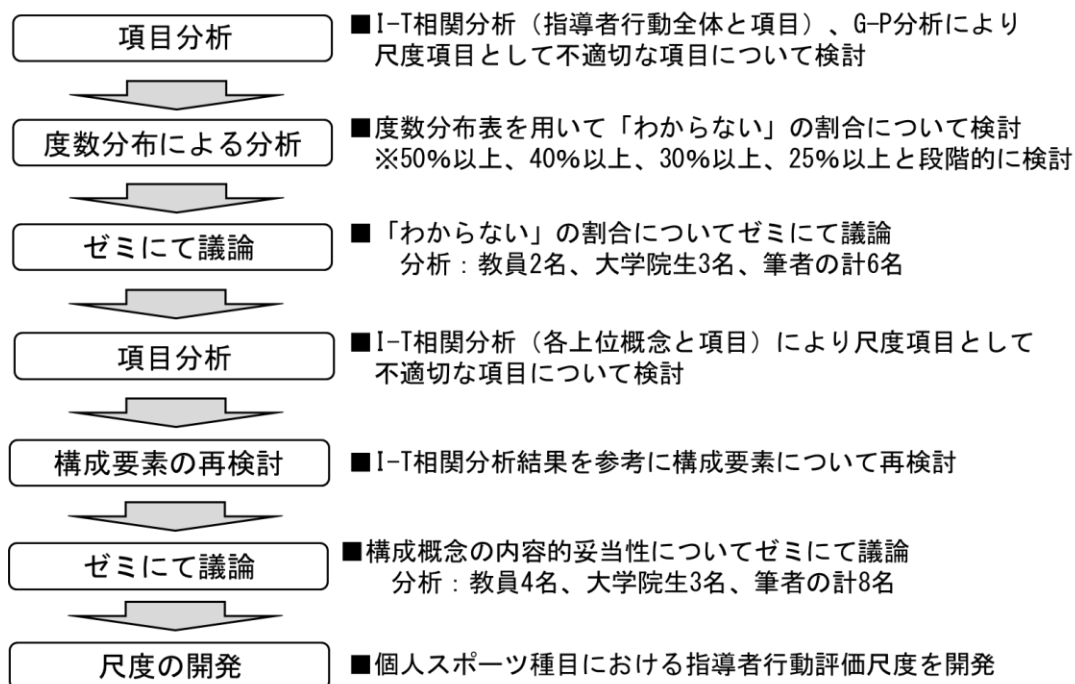 項目分析
■I-T相関分析（指導者行動全体と項目）、G-P分析により
尺度項目として不適切な項目について検討
度数分布による分析
■度数分布表を用いて「わからない」の割合について検討
※50%以上、40%以上、30%以上、25%以上と段階的に検討
ゼミにて議論
■「わからない」の割合についてゼミにて議論
分析：教員2名、大学院生3名、筆者の計6名
項目分析
■I-T相関分析（各上位概念と項目）により尺度項目として
不適切な項目について検討
構成要素の再検討
■I-T相関分析結果を参考に構成要素について再検討
ゼミにて議論
■構成概念の内容的妥当性についてゼミにて議論
分析：教員4名、大学院生3名、筆者の計8名
尺度の開発
■個人スポーツ種目における指導者行動評価尺度を開発